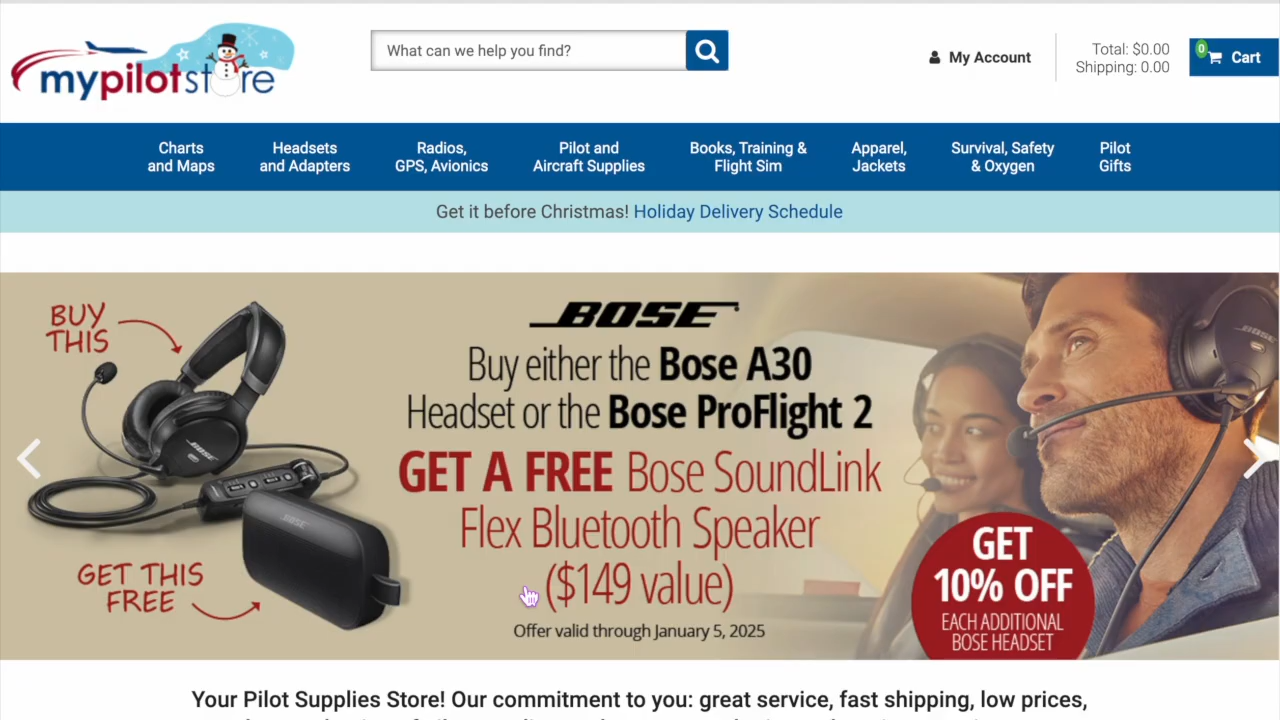 mypilotstore
What can we help you find?
My Account
Total: $0.00
Shipping: 0.00
0
Cart
Charts
and Maps
Headsets
and Adapters
Radios,
GPS, Avionics
Pilot and
Aircraft Supplies
Books, Training &
Flight Sim
Apparel,
Jackets
Survival, Safety
& Oxygen
Pilot
Gifts
Get it before Christmas! Holiday Delivery Schedule
BUY
THIS
BOSE
Buy either the Bose A30
Headset or the Bose ProFlight 2
GET A FREE Bose SoundLink
Flex Bluetooth Speaker
($149 value)
Offer valid through January 5, 2025
GET THIS
FREE
BOSE
BOSE
BOSE
GET
10% OFF
EACH ADDITIONAL
BOSE HEADSET
Your Pilot Supplies Store! Our commitment to you: great service, fast shipping, low prices,